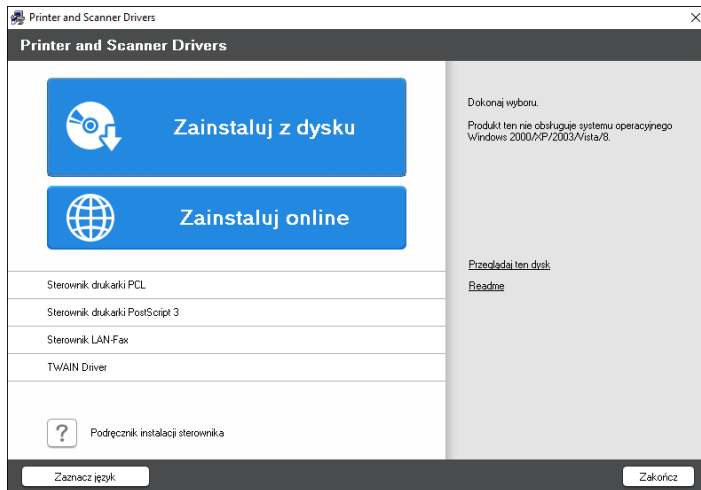 Printer and Scanner Drivers
Printer and Scanner Drivers
Zainstaluj z dysku
Zainstaluj online
Sterownik drukarki PCL
Sterownik drukarki PostScript 3
Sterownik LAN-Fax
TWAIN Driver
? Podręcznik instalacji sterownika
Dokonaj wyboru.
Produkt ten nie obsługuje systemu operacyjnego
Windows 2000/XP/2003/Vista/8.
Przeglądaj ten dysk
Readme
Zaznacz język
Zakończ